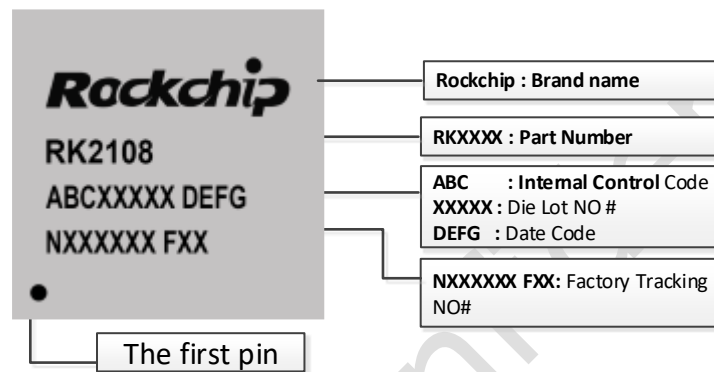 Rockchip
RK2108
ABCXXXXX DEFG
NXXXXXX FXX
The first pin
Rockchip : Brand name
RKXXXX : Part Number
ABC : Internal Control Code
XXXXX : Die Lot NO #
DEFG : Date Code
NXXXXXX FXX: Factory Tracking
NO#